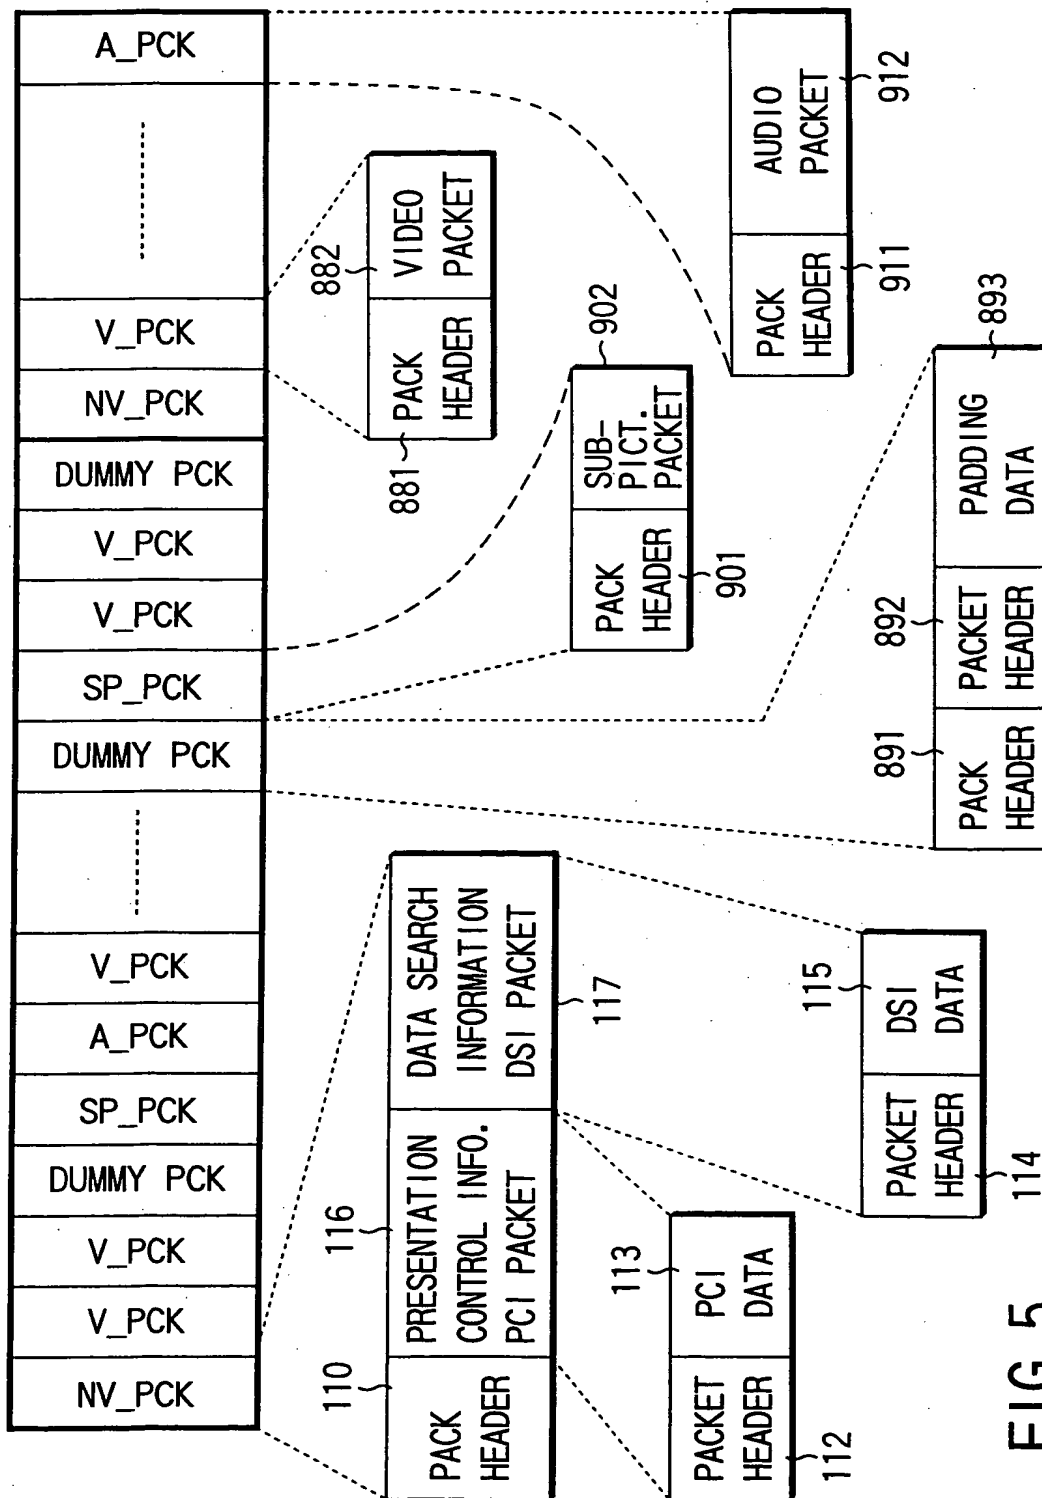 NV_PCK
V_PCK
V_PCK
DUMMY PCK
SP_PCK
A_PCK
V_PCK
DUMMY PCK
SP_PCK
V_PCK
V_PCK
DUMMY PCK
NV_PCK
V_PCK
A_PCK
110
116
PACK
HEADER
PRESENTATION
CONTROL INFO.
PCI PACKET
DATA SEARCH
INFORMATION
DSI PACKET
117
881
882
PACK
HEADER
VIDEO
PACKET
902
PACK
HEADER
SUB-
PICT.
PACKET
901
113
PACKET
HEADER
PCI
DATA
112
PACK
HEADER
AUDIO
PACKET
911
912
115
PACKET
HEADER
DSI
DATA
114
891
892
PACK
HEADER
PACKET
HEADER
PADDING
DATA
893
FIG. 5